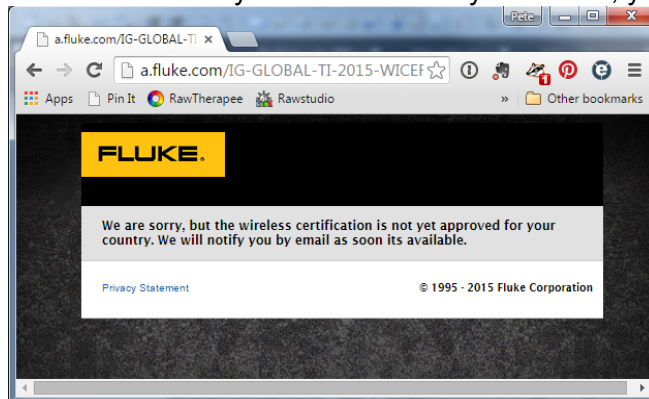 Pete
a.fluke.com/IG-GLOBAL-TI
a.fluke.com/IG-GLOBAL-TI-2015-WICEF
1
Apps Pin It RawTherapee Rawstudio » Other bookmarks
FLUKE.
We are sorry, but the wireless certification is not yet approved for your
country. We will notify you by email as soon its available.
Privacy Statement © 1995 - 2015 Fluke Corporation